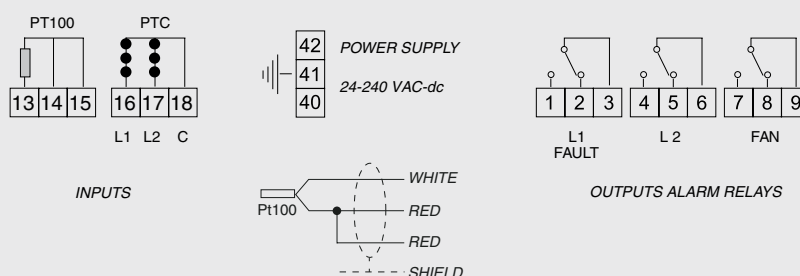 PT100 PTC
13 14 15 16 17 18
L1 L2 C
INPUTS
42 POWER SUPPLY
41
24-240 VAC-dc
40
Pt100
WHITE
RED
RED
SHIELD
1 2 3 4 5 6 7 8 9
L1 L 2 FAN
FAULT
OUTPUTS ALARM RELAYS